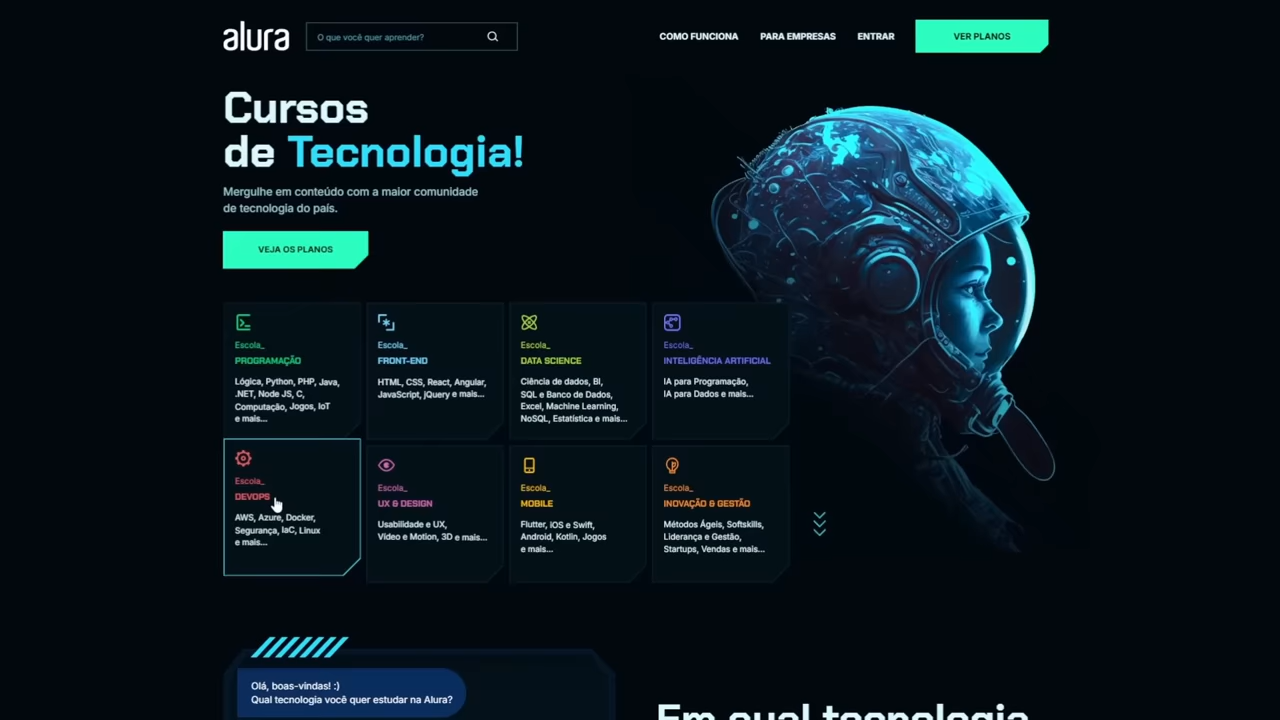 alura
O que você quer aprender?
COMO FUNCIONA
PARA EMPRESAS
ENTRAR
VER PLANOS
Cursos
de Tecnologia!
Mergulhe em conteúdo com a maior comunidade
de tecnologia do país.
VEJA OS PLANOS
Escola_
PROGRAMAÇÃO
Lógica, Python, PHP, Java,
.NET, Node JS, C,
Computação, Jogos, IoT
e mais...
Escola_
FRONT-END
HTML, CSS, React, Angular,
JavaScript, jQuery e mais...
Escola_
DATA SCIENCE
Ciência de dados, BI,
SQL e Banco de Dados,
Excel, Machine Learning,
NoSQL, Estatística e mais...
Escola_
INTELIGÊNCIA ARTIFICIAL
IA para Programação,
IA para Dados e mais...
Escola_
DEVOPS
AWS, Azure, Docker,
Segurança, IaC, Linux
e mais...
Escola_
UX & DESIGN
Usabilidade e UX,
Vídeo e Motion, 3D e mais...
Escola_
MOBILE
Flutter, iOS e Swift,
Android, Kotlin, Jogos
e mais...
Escola_
INOVAÇÃO & GESTÃO
Métodos Ágeis, Softskills,
Liderança e Gestão,
Startups, Vendas e mais...
Olá, boas-vindas! :)
Qual tecnologia você quer estudar na Alura?
Em qual tecnologia